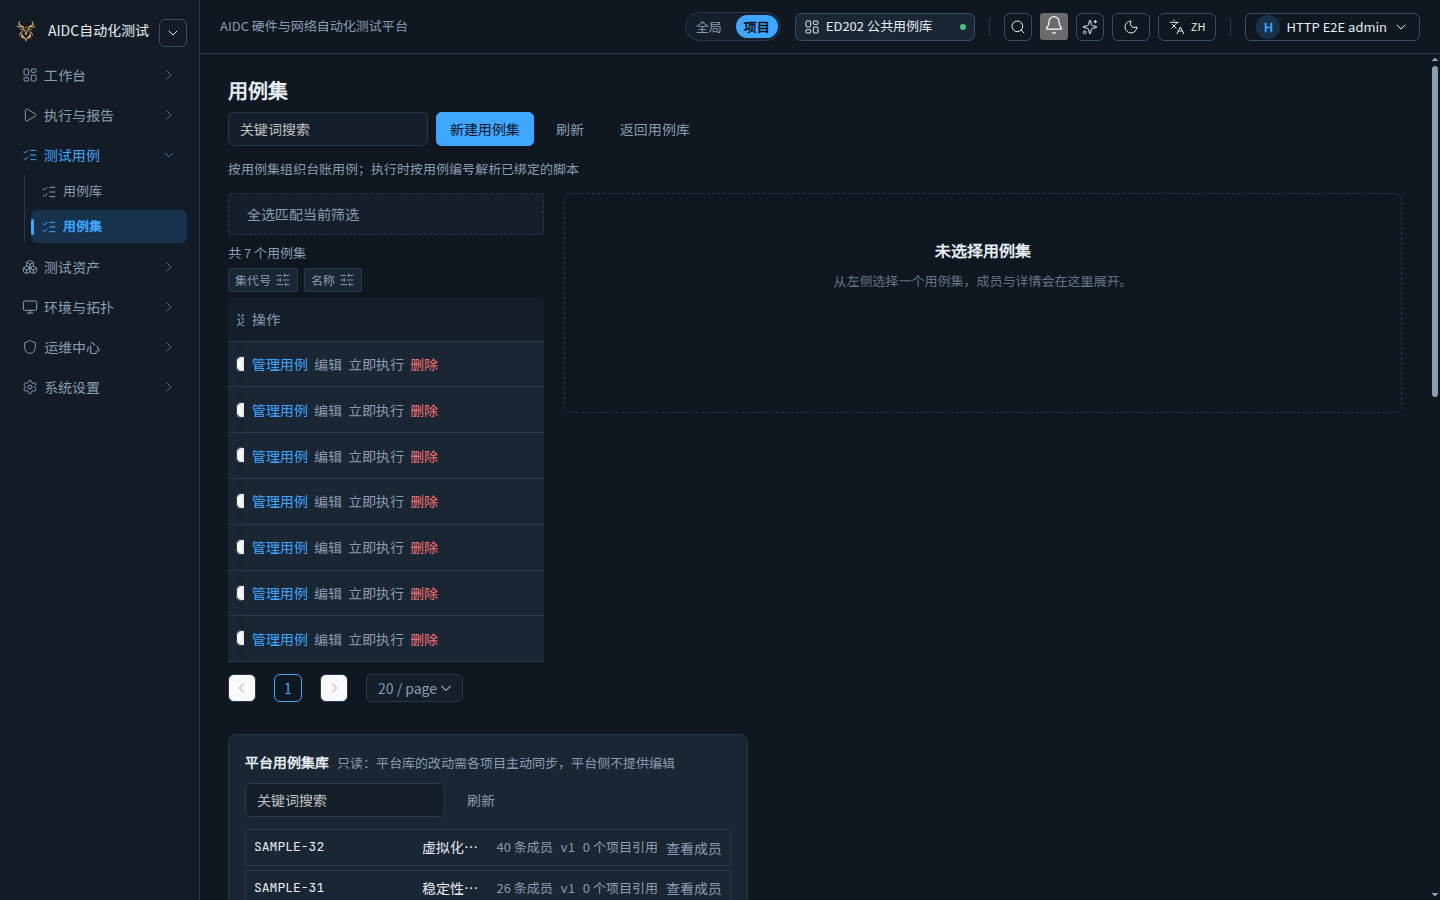 AIDC自动化测试
AIDC 硬件与网络自动化测试平台
全局
项目
ED202 公共用例库
ZH
H
HTTP E2E admin
工作台
执行与报告
测试用例
用例库
用例集
测试资产
环境与拓扑
运维中心
系统设置
用例集
关键词搜索
新建用例集
刷新
返回用例库
按用例集组织台账用例；执行时按用例编号解析已绑定的脚本
全选匹配当前筛选
共 7 个用例集
集代号
名称
操作
管理用例 编辑 立即执行 删除
管理用例 编辑 立即执行 删除
管理用例 编辑 立即执行 删除
管理用例 编辑 立即执行 删除
管理用例 编辑 立即执行 删除
管理用例 编辑 立即执行 删除
管理用例 编辑 立即执行 删除
1
20 / page
未选择用例集
从左侧选择一个用例集，成员与详情会在这里展开。
平台用例集库 只读：平台库的改动需各项目主动同步，平台侧不提供编辑
关键词搜索
刷新
SAMPLE-32 虚拟化… 40 条成员 v1 0 个项目引用 查看成员
SAMPLE-31 稳定性… 26 条成员 v1 0 个项目引用 查看成员